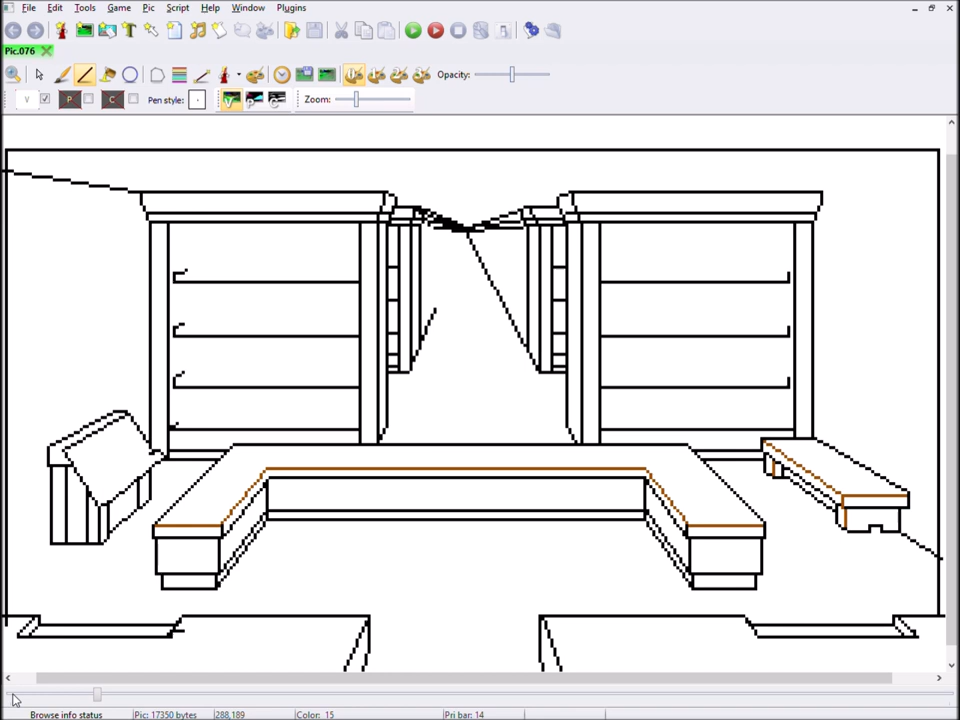 File Edit Tools Game Pic Script Help Window Plugins
Pic.076
Opacity:
V P C Pen style: V P C Zoom:
Browse info status Pic: 17350 bytes 288,189 Color: 15 Pri bar: 14